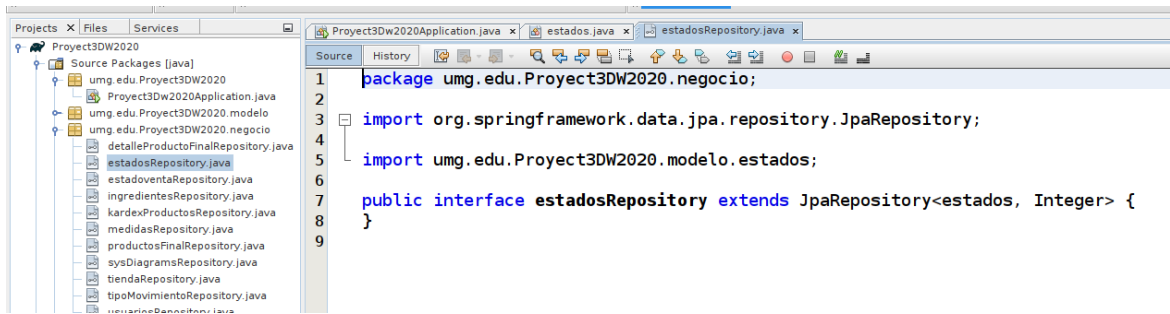 Projects
Files
Services
Proyect3DW2020
Source Packages [java]
umg.edu.Proyect3DW2020
Proyect3Dw2020Application.java
umg.edu.Proyect3DW2020.modelo
umg.edu.Proyect3DW2020.negocio
detalleProductoFinalRepository.java
estadosRepository.java
estadoventaRepository.java
ingredientesRepository.java
kardexProductosRepository.java
medidasRepository.java
productosFinalRepository.java
sysDiagramsRepository.java
tiendaRepository.java
tipoMovimientoRepository.java
usuariosRepository.java
Proyect3Dw2020Application.java
estados.java
estadosRepository.java
Source
History
1 package umg.edu.Proyect3DW2020.negocio;
2
3 import org.springframework.data.jpa.repository.JpaRepository;
4
5 import umg.edu.Proyect3DW2020.modelo.estados;
6
7 public interface estadosRepository extends JpaRepository<estados, Integer> {
8 }
9